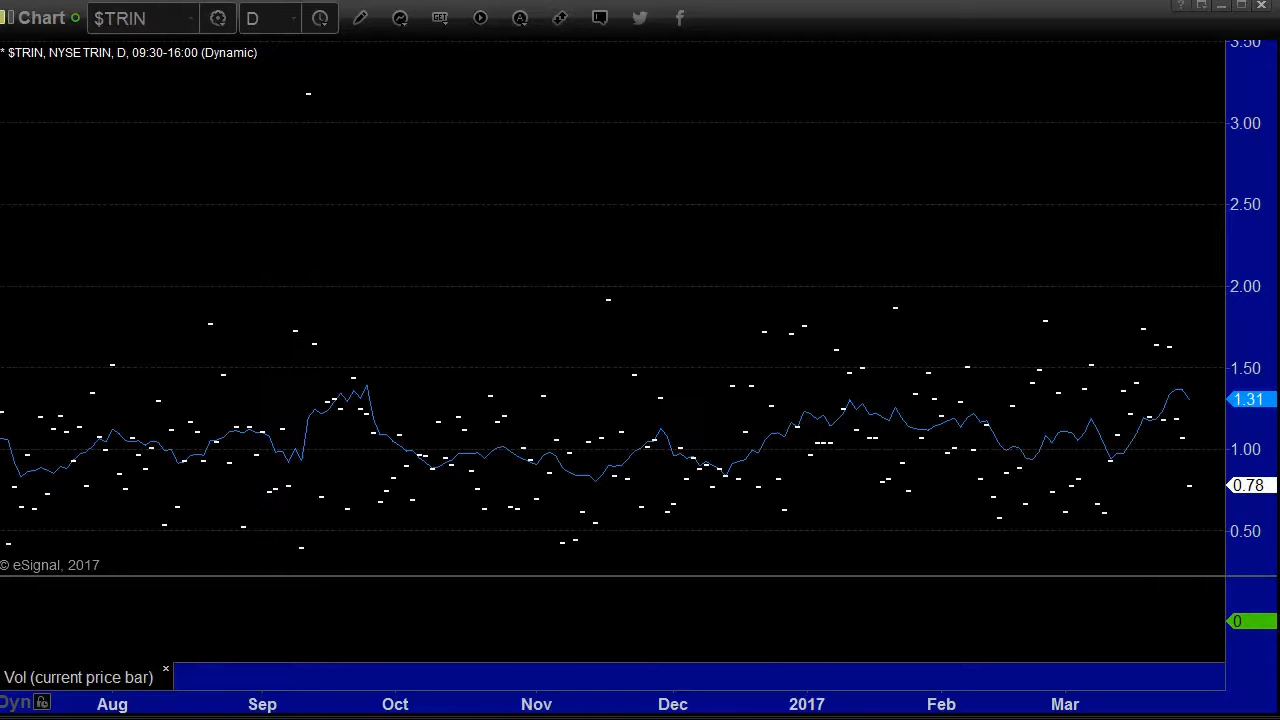 Chart $TRIN D
* $TRIN, NYSE TRIN, D, 09:30-16:00 (Dynamic)
3.50
3.00
2.50
2.00
1.50
1.31
1.00
0.78
0.50
© eSignal, 2017
0
Vol (current price bar)
Dyn Aug Sep Oct Nov Dec 2017 Feb Mar